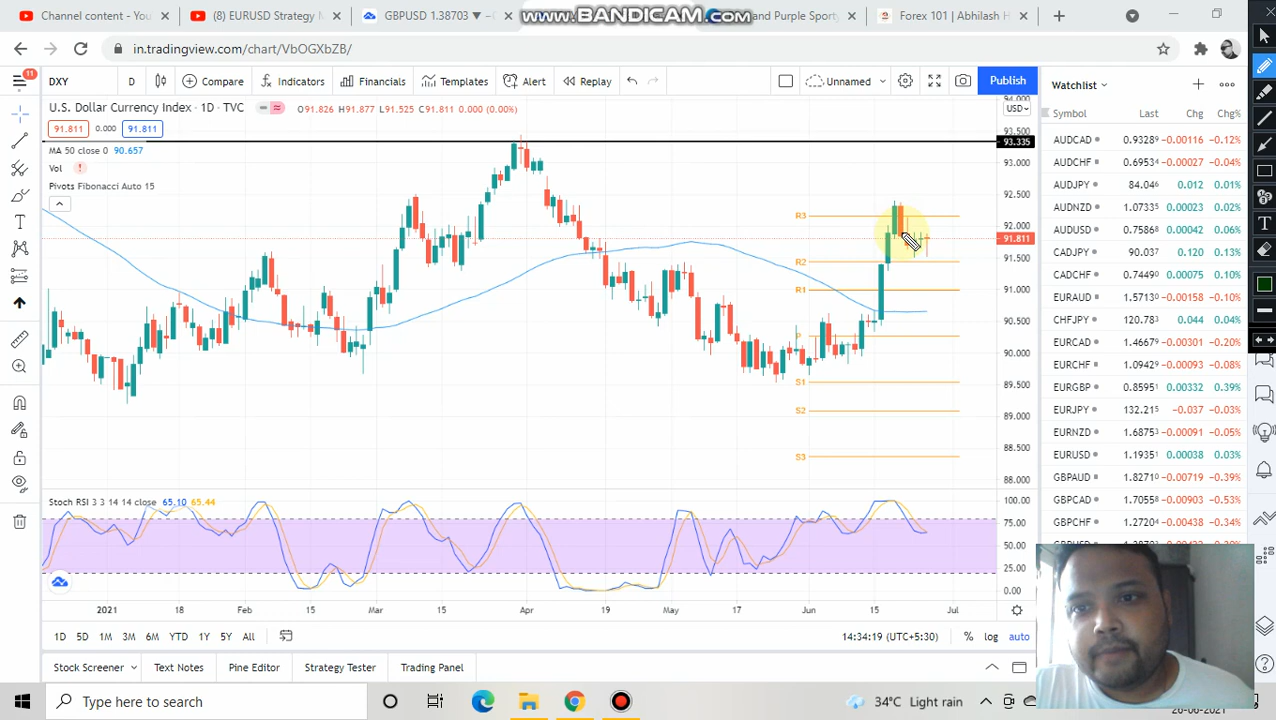 Content - YouTube
(8) EURUSD Strategy
GBPUSD 1.38703
www.BANDICAM.com
and Purple Sporty
Forex 101 | Abhilash H
in.tradingview.com/chart/VbOGXbZB/
11
DXY D Compare Indicators Financials Templates Alert Replay Unnamed Publish
U.S. Dollar Currency Index · 1D · TVC O91.826 H91.877 L91.525 C91.811 0.000 (0.00%)
91.811 0.000 91.811
MA 50 close 0 90.657
Vol
Pivots Fibonacci Auto 15
R3
R2
R1
P
S1
S2
S3
94.000
USD
93.500
93.335
93.000
92.500
92.000
91.811
91.500
91.000
90.500
90.000
89.500
89.000
88.500
88.000
Stoch RSI 3 3 14 14 close 65.10 65.44
100.00
75.00
50.00
25.00
0.00
2021 18 Feb 15 Mar 15 Apr 19 May 17 Jun 15 Jul
1D 5D 1M 3M 6M YTD 1Y 5Y All
14:34:19 (UTC+5:30) % log auto
Stock Screener Text Notes Pine Editor Strategy Tester Trading Panel
Watchlist
Symbol Last Chg Chg%
AUDCAD 0.93289 -0.00116 -0.12%
AUDCHF 0.69534 -0.00027 -0.04%
AUDJPY 84.046 0.012 0.01%
AUDNZD 1.07335 0.00023 0.02%
AUDUSD 0.75868 0.00042 0.06%
CADJPY 90.037 0.120 0.13%
CADCHF 0.74490 0.00075 0.10%
EURAUD 1.57130 -0.00158 -0.10%
CHFJPY 120.783 0.044 0.04%
EURCAD 1.46679 -0.00301 -0.20%
EURCHF 1.09429 -0.00093 -0.08%
EURGBP 0.85951 0.00332 0.39%
EURJPY 132.215 -0.037 -0.03%
EURNZD 1.68753 -0.00091 -0.05%
EURUSD 1.19351 0.00038 0.03%
GBPAUD 1.82710 -0.00719 -0.39%
GBPCAD 1.70558 -0.00903 -0.53%
GBPCHF 1.27204 -0.00438 -0.34%
Type here to search
34°C Light rain
26-06-2021